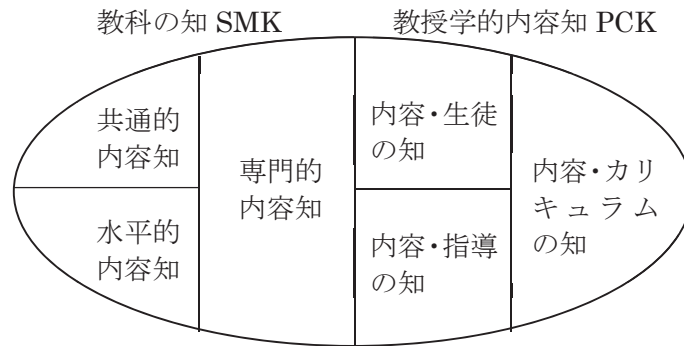 教科の知 SMK
教授学的内容知 PCK
共通的
内容知
水平的
内容知
専門的
内容知
内容・生徒
の知
内容・指導
の知
内容・カリ
キュラム
の知